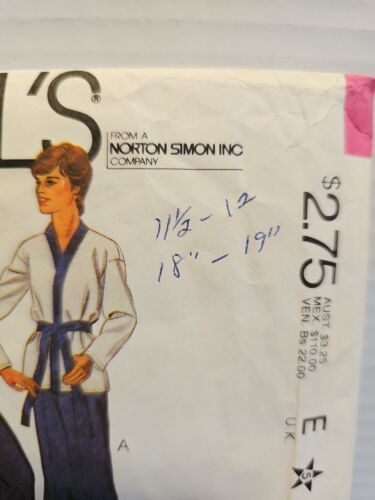 L'S®
FROM A
NORTON SIMON INC
COMPANY
11½ - 12
18" - 19"
$2.75
AUST. $3.25
MEX. $110.00
VEN. Bs 22.00
E
U.K.
5
A